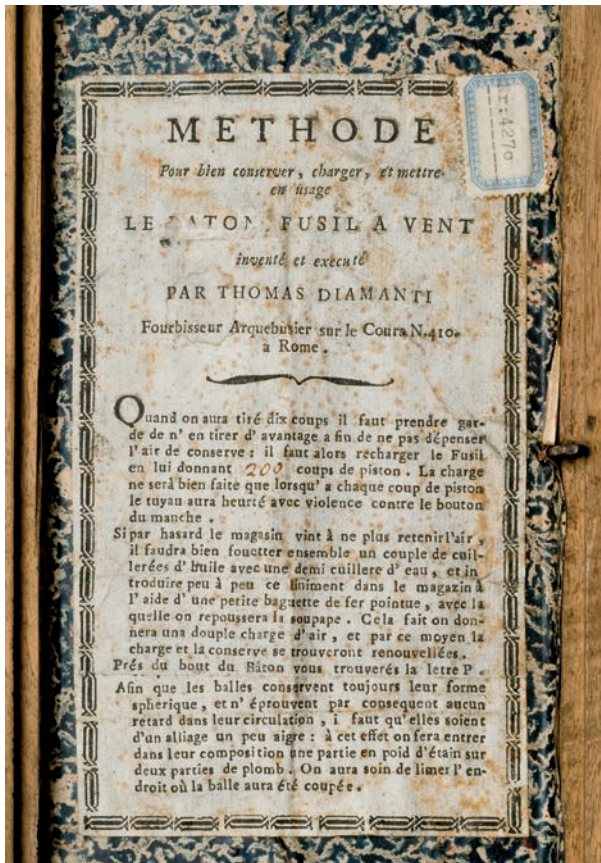 METHODE
Pour bien conserver, charger, et mettre
en usage
LE BATON FUSIL A VENT
inventé et executé
PAR THOMAS DIAMANTI
Fourbisseur Arquebusier sur le Cours N.410.
a Rome.
Quand on aura tiré dix coups il faut prendre gar-
de de n' en tirer d' avantage a fin de ne pas dépenser
l'air de conserve: il faut alors recharger le Fusil
en lui donnant 200 coups de piston. La charge
ne serà bien faite que lorsqu' a chaque coup de piston
le tuyau aura heurté avec violence contre le bouton
du manche.
Si par hasard le magasin vint à ne plus retenir l'air,
il faudra bien fouetter ensemble un couple de cuil-
lerées d' huile avec une demi cuillere d' eau, et in
troduire peu à peu ce liniment dans le magazin à
l' aide d' une petite baguette de fer pointue, avec la
quelle on repoussera la soupape. Cela fait on don-
nera una douple charge d'air, et par ce moyen la
charge et la conserve se trouveront renouvellées.
Prés du bout du Bâton vous trouverés la letre P.
Afin que les balles conservent toujours leur forme
spherique, et n' éprouvent par consequent aucun
retard dans leur circulation, i faut qu'elles soient
d'un alliage un peu aigre: à cet effet on fera entrer
dans leur composition une partie en poid d'étain sur
deux parties de plomb. On aura soin de limer l' en-
droit où la balle aura été coupée.